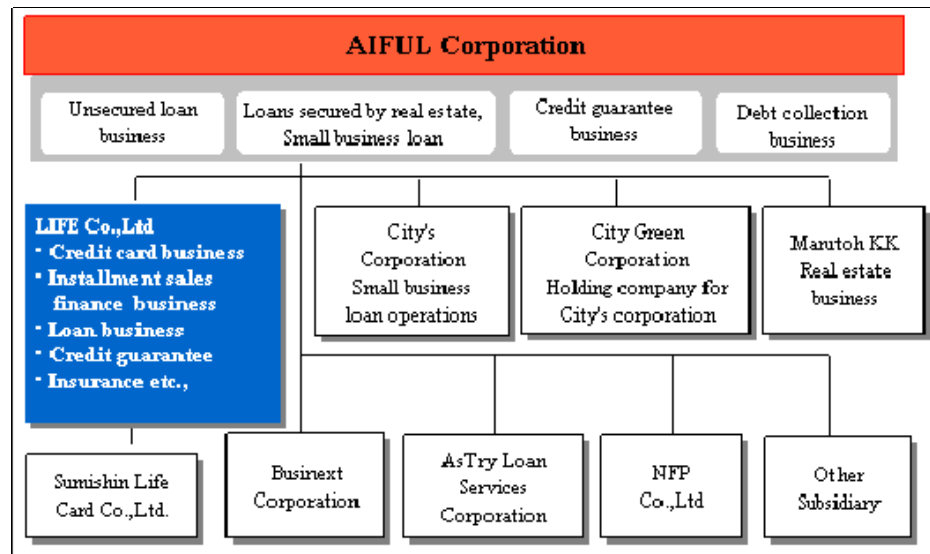 AIFUL Corporation
Unsecured loan
business
Loans secured by real estate,
Small business loan
Credit guarantee
business
Debt collection
business
LIFE Co.,Ltd
· Credit card business
· Installment sales
finance business
· Loan business
· Credit guarantee
· Insurance etc.,
City's
Corporation
Small business
loan operations
City Green
Corporation
Holding company for
City's corporation
Marutoh KK
Real estate
business
Sumishin Life
Card Co.,Ltd.
Businext
Corporation
AsTry Loan
Services
Corporation
NFP
Co.,Ltd
Other
Subsidiary